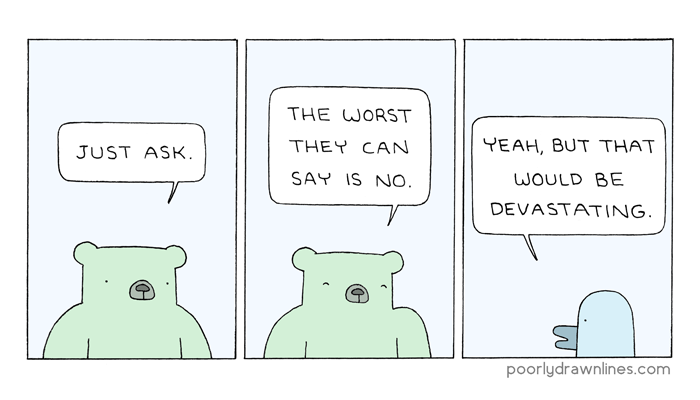 JUST ASK.
THE WORST
THEY CAN
SAY IS NO.
YEAH, BUT THAT
WOULD BE
DEVASTATING.
poorlydrawnlines.com